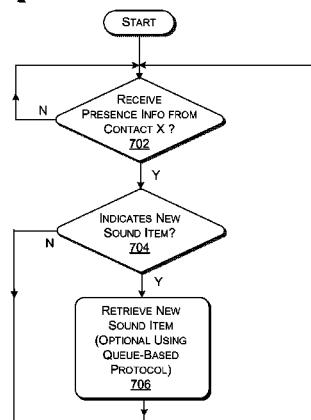 START
RECEIVE
PRESENCE INFO FROM
CONTACT X ?
702
N
Y
INDICATES NEW
SOUND ITEM?
704
N
Y
RETRIEVE NEW
SOUND ITEM
(OPTIONAL USING
QUEUE-BASED
PROTOCOL)
706